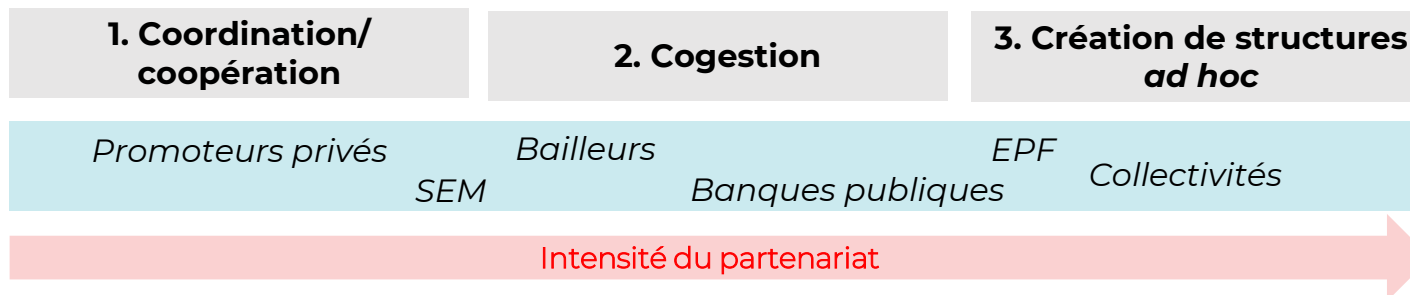 1. Coordination/
coopération
2. Cogestion
3. Création de structures
ad hoc
Promoteurs privés
SEM
Bailleurs
Banques publiques
EPF
Collectivités
Intensité du partenariat